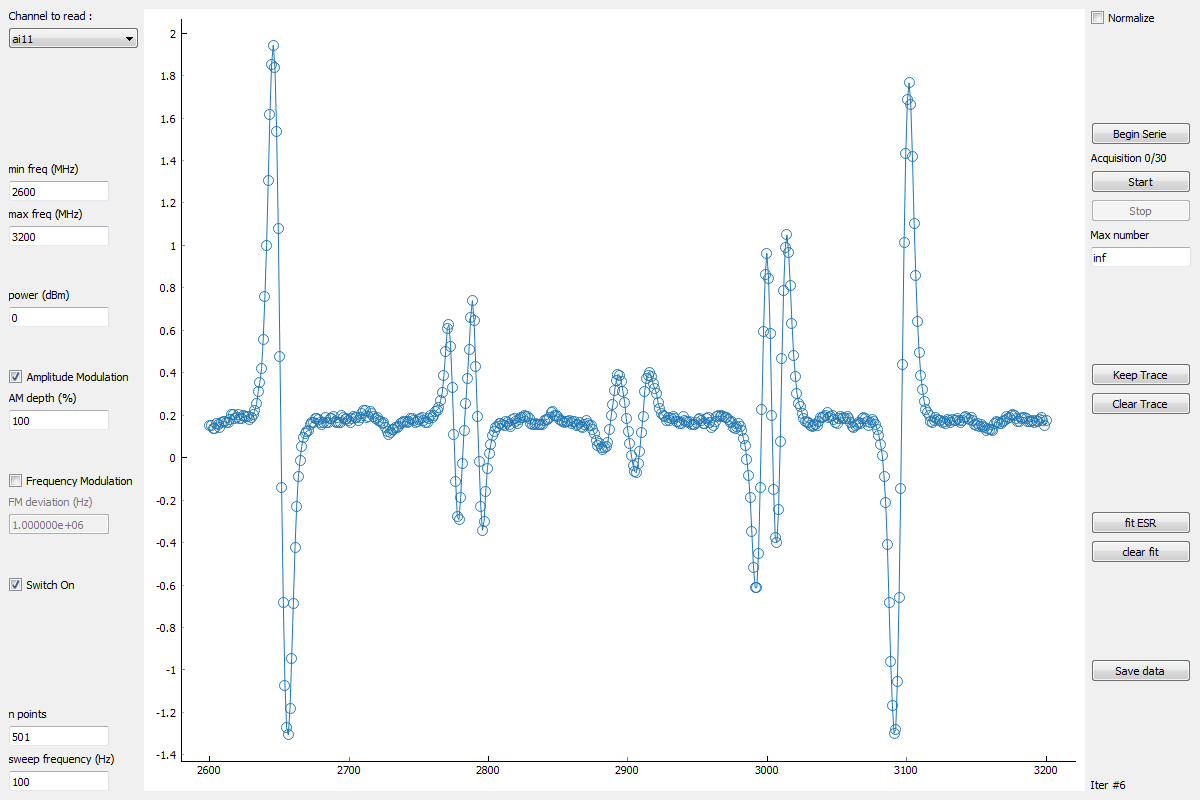 Channel to read :
ai11
min freq (MHz)
2600
max freq (MHz)
3200
power (dBm)
0
Amplitude Modulation
AM depth (%)
100
Frequency Modulation
FM deviation (Hz)
1.000000e+06
Switch On
n points
501
sweep frequency (Hz)
100
2
1.8
1.6
1.4
1.2
1
0.8
0.6
0.4
0.2
0
-0.2
-0.4
-0.6
-0.8
-1
-1.2
-1.4
2600 2700 2800 2900 3000 3100 3200
Normalize
Begin Serie
Acquisition 0/30
Start
Stop
Max number
inf
Keep Trace
Clear Trace
fit ESR
clear fit
Save data
Iter #6